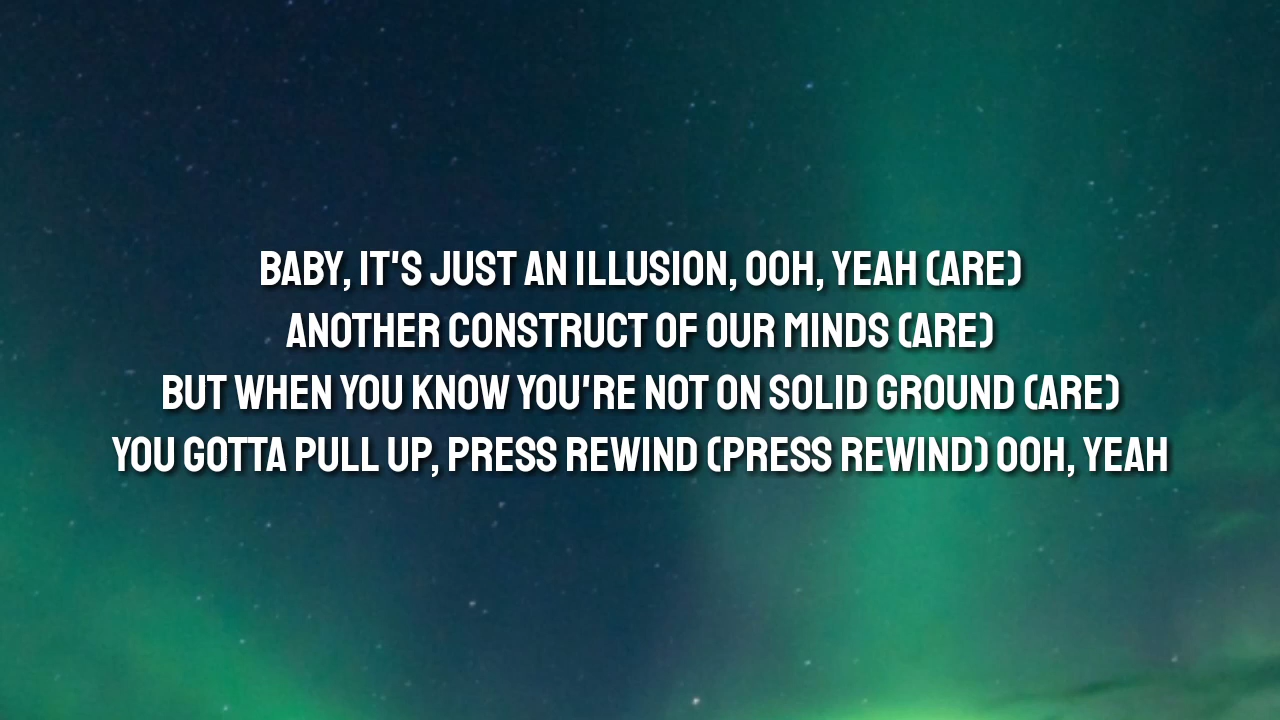 BABY, IT'S JUST AN ILLUSION, OOH, YEAH (ARE)
ANOTHER CONSTRUCT OF OUR MINDS (ARE)
BUT WHEN YOU KNOW YOU'RE NOT ON SOLID GROUND (ARE)
YOU GOTTA PULL UP, PRESS REWIND (PRESS REWIND) OOH, YEAH